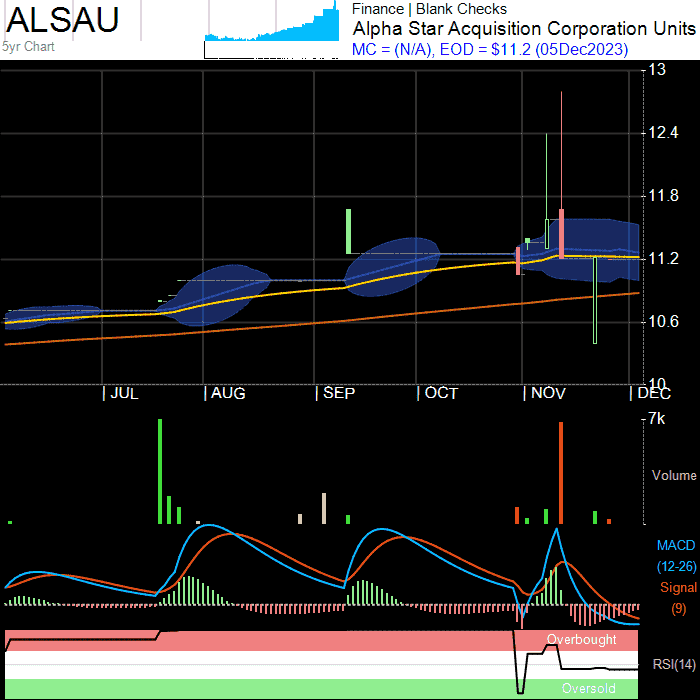 ALSAU
5yr Chart
Finance | Blank Checks
Alpha Star Acquisition Corporation Units
MC = (N/A), EOD = $11.2 (05Dec2023)
13
12.4
11.8
11.2
10.6
10
JUL
AUG
SEP
OCT
NOV
DEC
7k
Volume
MACD
(12-26)
Signal
(9)
Overbought
RSI(14)
Oversold